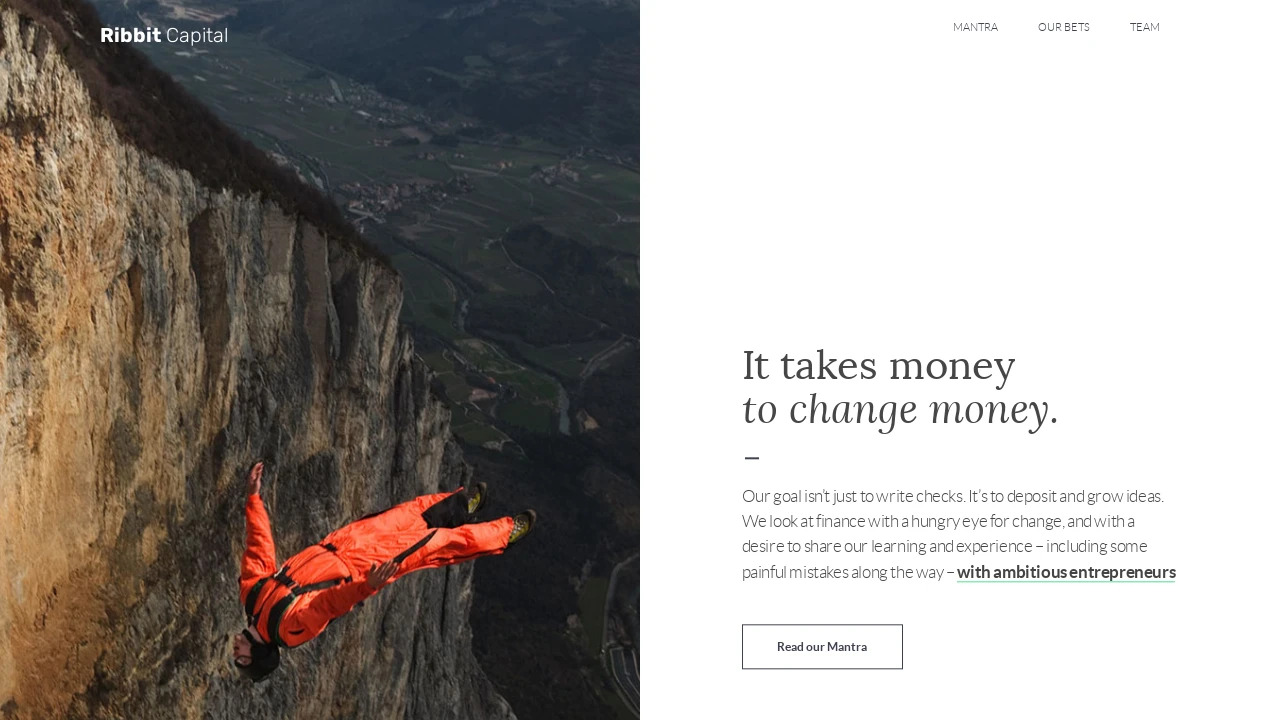 Ribbit Capital
MANTRA
OUR BETS
TEAM
It takes money
to change money.
Our goal isn't just to write checks. It's to deposit and grow ideas.
We look at finance with a hungry eye for change, and with a
desire to share our learning and experience – including some
painful mistakes along the way – with ambitious entrepreneurs
Read our Mantra